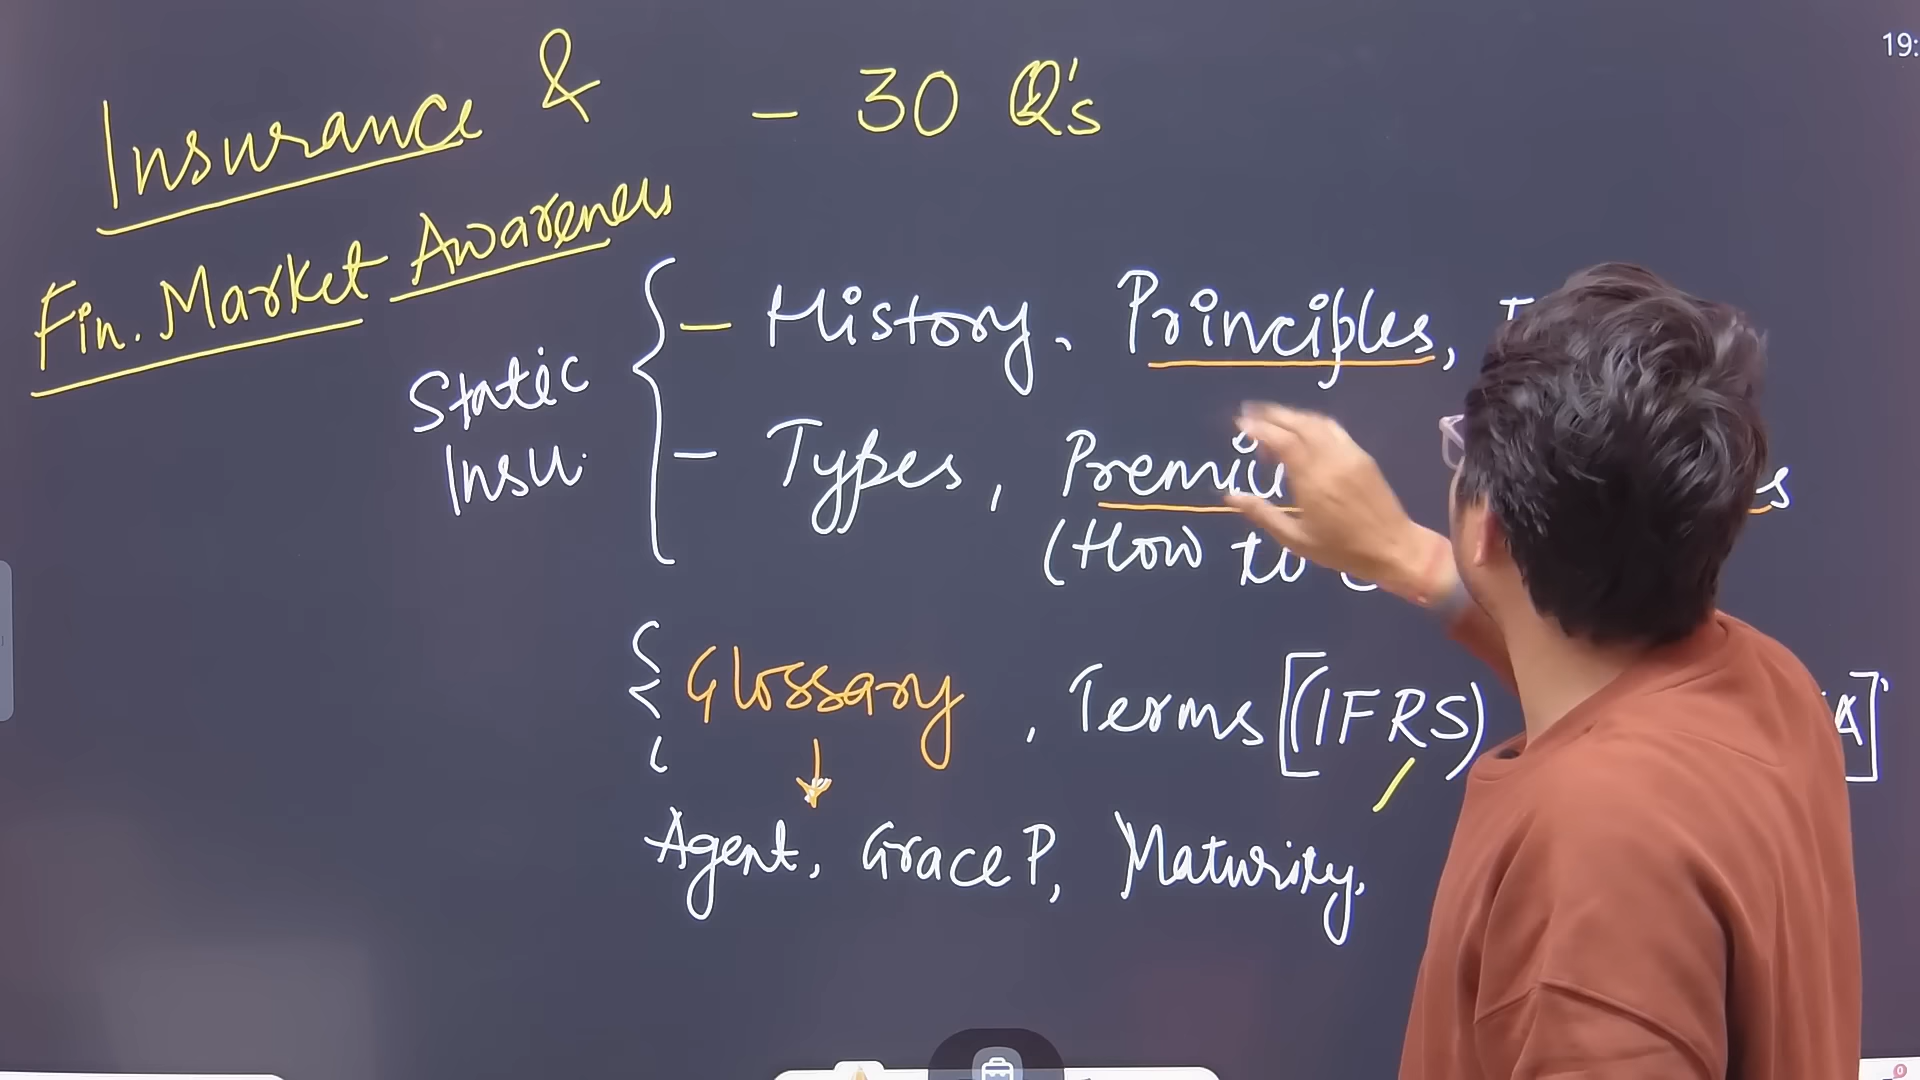 19:
Insurance & - 30 Q's
Fin. Market Awareness
Static Insu.
- History, Principles,
- Types,
(How to
Glossary, Terms [(IFRS)
Agent, Grace P, Maturity,